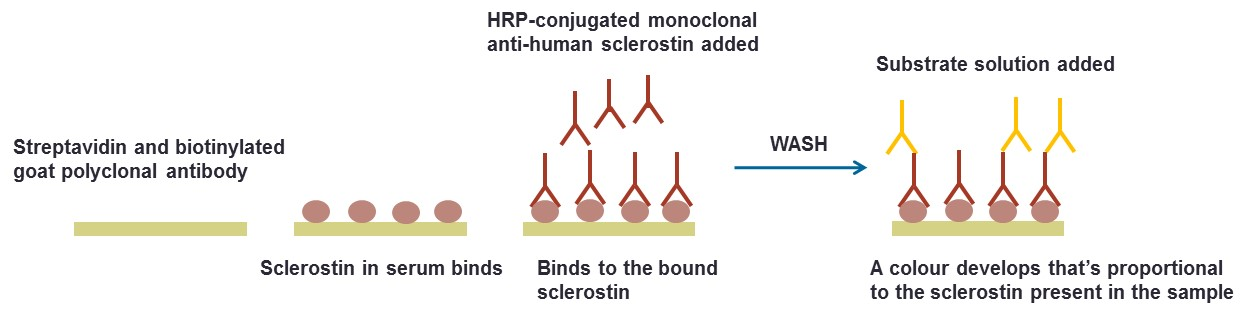 Streptavidin and biotinylated
goat polyclonal antibody
Sclerostin in serum binds
HRP-conjugated monoclonal
anti-human sclerostin added
Binds to the bound
sclerostin
WASH
Substrate solution added
A colour develops that’s proportional
to the sclerostin present in the sample